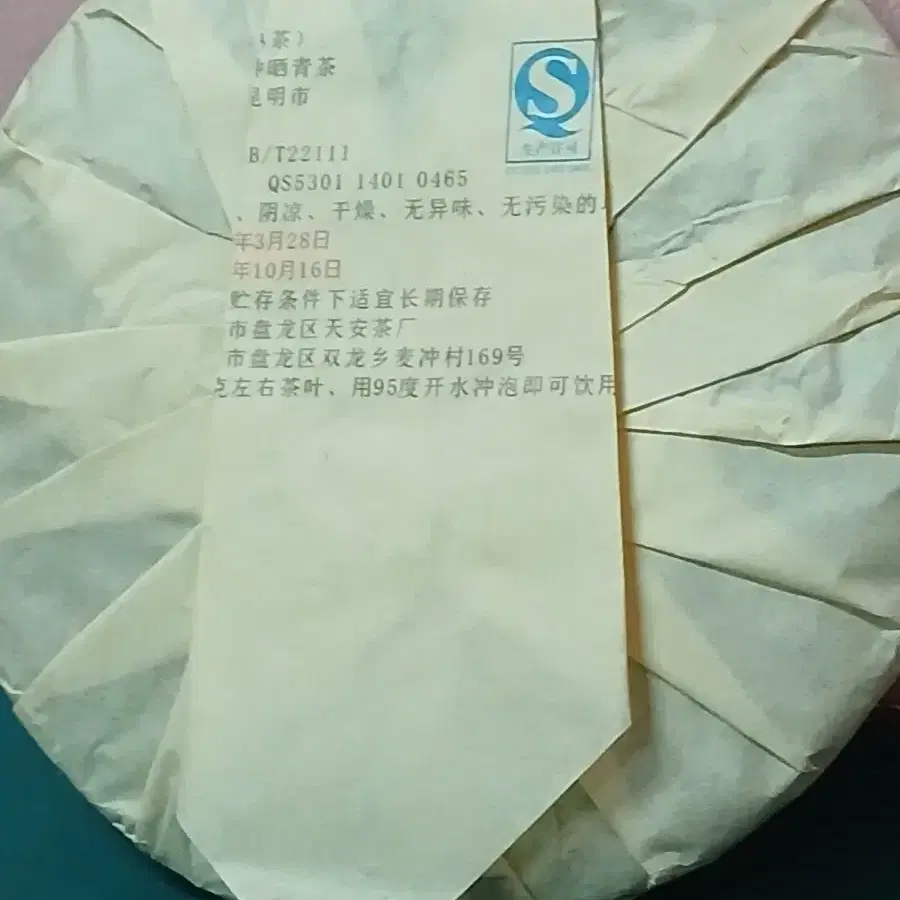 茶）
晒青茶
昆明市
B/T22111
QS5301 1401 0465
、阴凉、干燥、无异味、无污染的
年3月28日
年10月16日
贮存条件下适宜长期保存
市盘龙区天安茶厂
市盘龙区双龙乡麦冲村169号
克左右茶叶、用95度开水冲泡即可饮用
S
生产许可